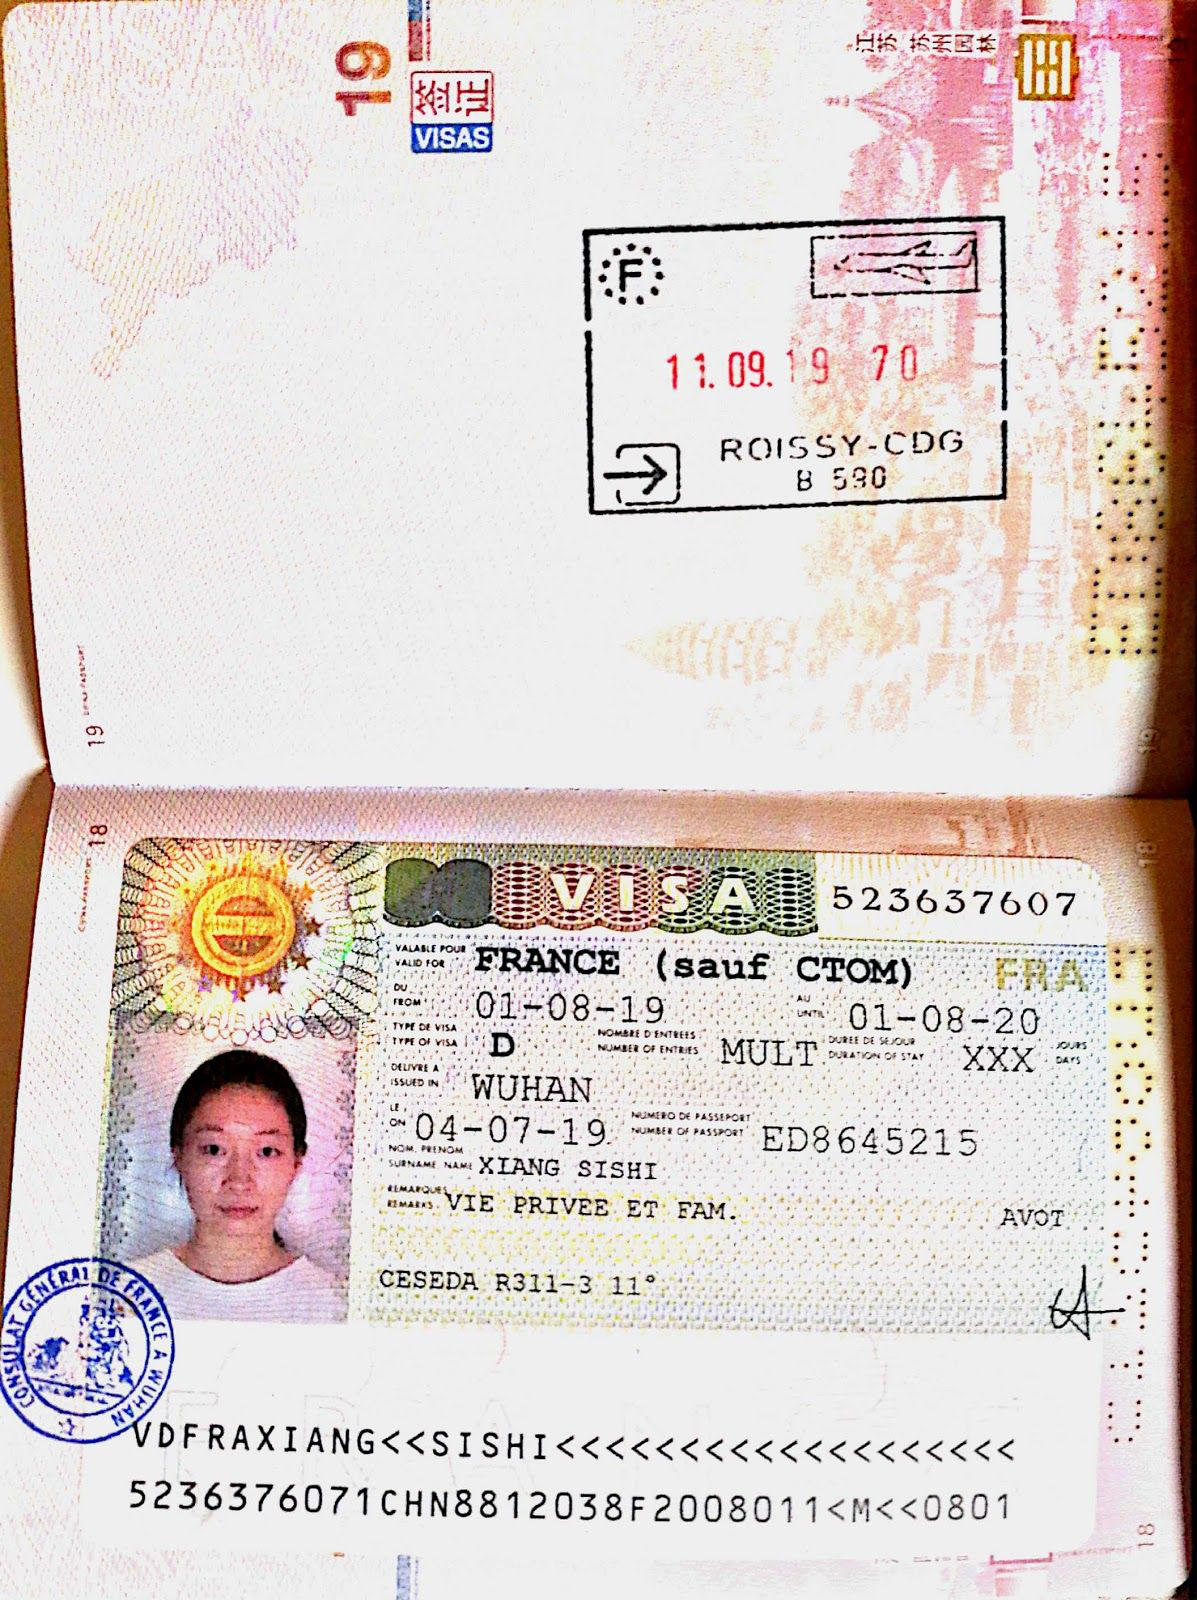 19
签证
VISAS
江苏 苏州园林
F
11.09.19 70
ROISSY-CDG
B 590
19
19
18
18
VISA
523637607
VALABLE POUR
VALID FOR
FRANCE (sauf CTOM)
FRA
DU
FROM
01-08-19
AU
UNTIL
01-08-20
TYPE DE VISA
TYPE OF VISA
D
NOMBRE D'ENTREES
NUMBER OF ENTRIES
MULT
DUREE DE SEJOUR
DURATION OF STAY
XXX
JOURS
DAYS
DELIVRE A
ISSUED IN
WUHAN
LE
ON
04-07-19
NUMERO DE PASSEPORT
NUMBER OF PASSPORT
ED8645215
NOM, PRENOM
SURNAME NAME
XIANG SISHI
REMARQUES
REMARKS
VIE PRIVEE ET FAM.
AVOT
CESEDA R311-3 11°
CONSULAT GÉNÉRAL DE FRANCE A WUHAN
VDFRAXIANG<<SISHI<<<<<<<<<<<<<<<<<<<
5236376071CHN8812038F2008011<M<<0801
18